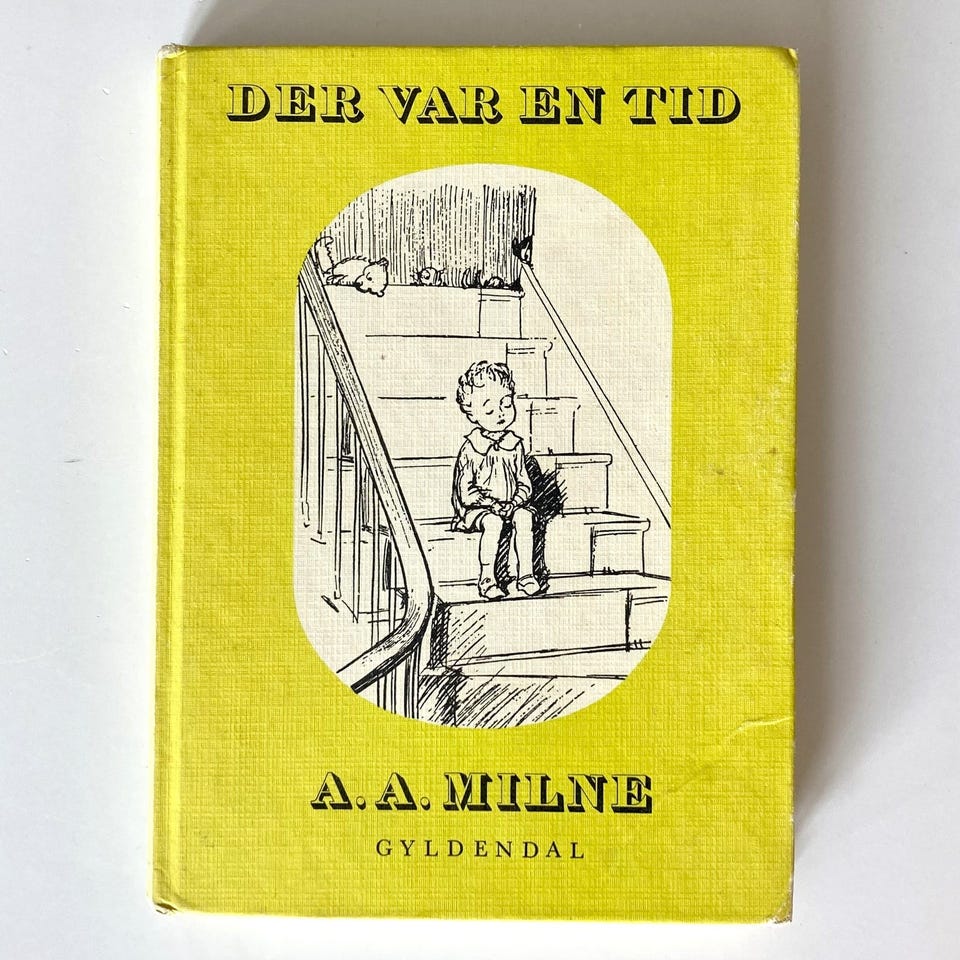 DER VAR EN TID
A. A. MILNE
GYLDENDAL